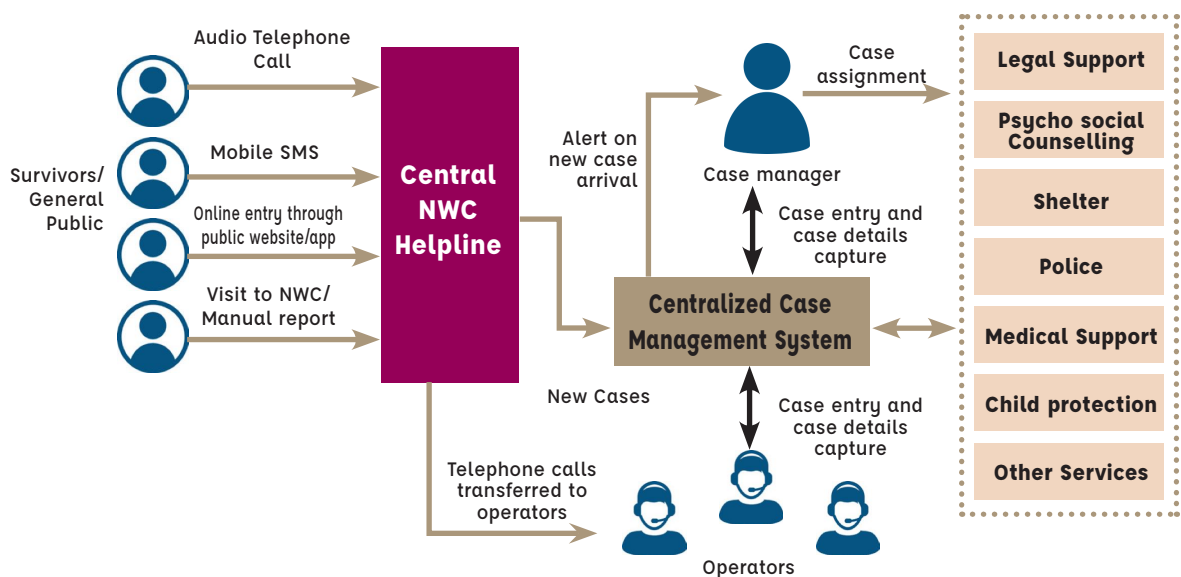 Audio Telephone
Call
Mobile SMS
Survivors/
General
Public
Online entry through
public website/app
Visit to NWC/
Manual report
Central
NWC
Helpline
Telephone calls
transferred to
operators
New Cases
Alert on
new case
arrival
Case manager
Case
assignment
Case entry and
case details
capture
Centralized Case
Management System
Case entry and
case details
capture
Operators
Legal Support
Psycho social
Counselling
Shelter
Police
Medical Support
Child protection
Other Services